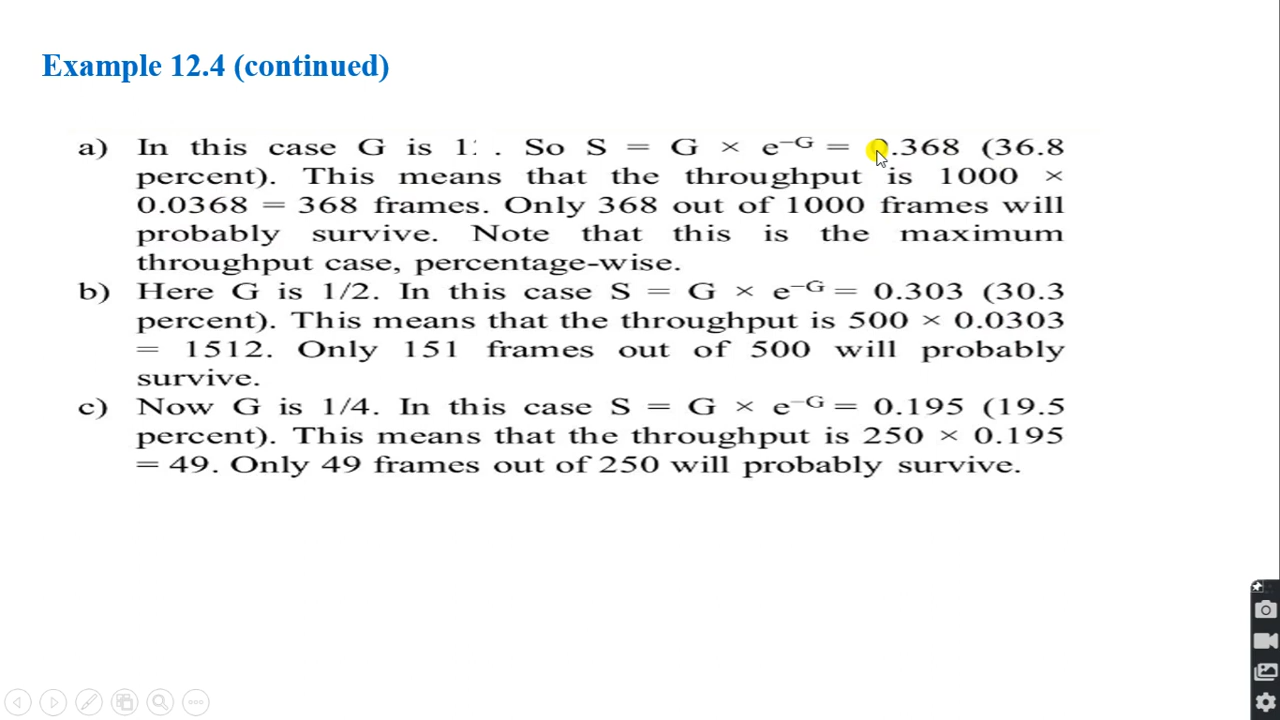 Example 12.4 (continued)
a) In this case G is 1 . So S = G × e⁻ᴳ = 0.368 (36.8
percent). This means that the throughput is 1000 ×
0.0368 = 368 frames. Only 368 out of 1000 frames will
probably survive. Note that this is the maximum
throughput case, percentage-wise.
b) Here G is 1/2. In this case S = G × e⁻ᴳ = 0.303 (30.3
percent). This means that the throughput is 500 × 0.0303
= 1512. Only 151 frames out of 500 will probably
survive.
c) Now G is 1/4. In this case S = G × e⁻ᴳ = 0.195 (19.5
percent). This means that the throughput is 250 × 0.195
= 49. Only 49 frames out of 250 will probably survive.